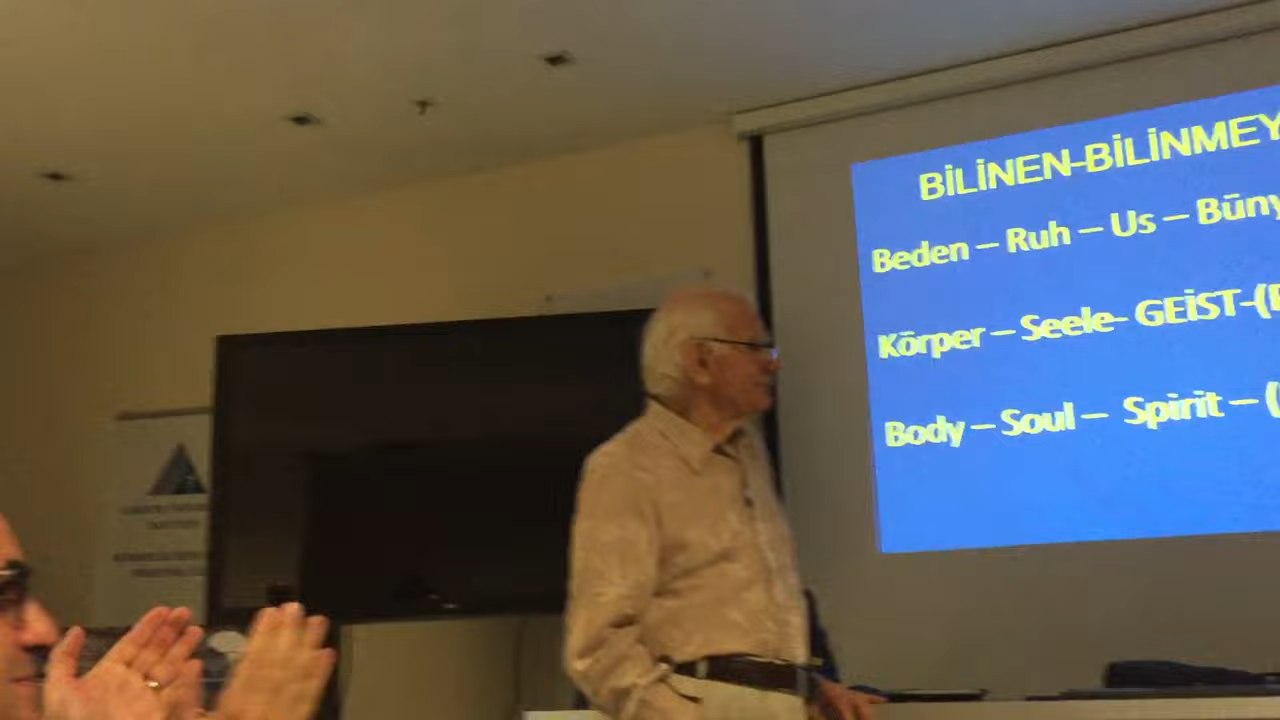 BİLİNEN-BİLİNMEY
Beden – Ruh – Us – Büny
Körper – Seele- GEİST-(
Body – Soul – Spirit – (